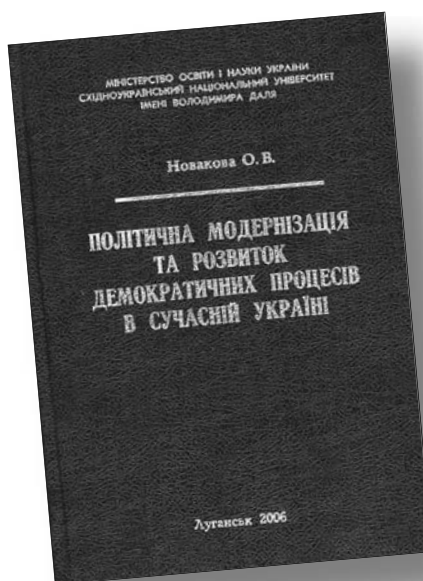 МІНІСТЕРСТВО ОСВІТИ І НАУКИ УКРАЇНИ
СХІДНОУКРАЇНСЬКИЙ НАЦІОНАЛЬНИЙ УНІВЕРСИТЕТ
ІМЕНІ ВОЛОДИМИРА ДАЛЯ
Новакова О. В.
ПОЛІТИЧНА МОДЕРНІЗАЦІЯ
ТА РОЗВИТОК
ДЕМОКРАТИЧНИХ ПРОЦЕСІВ
В СУЧАСНІЙ УКРАЇНІ
Луганськ 2006